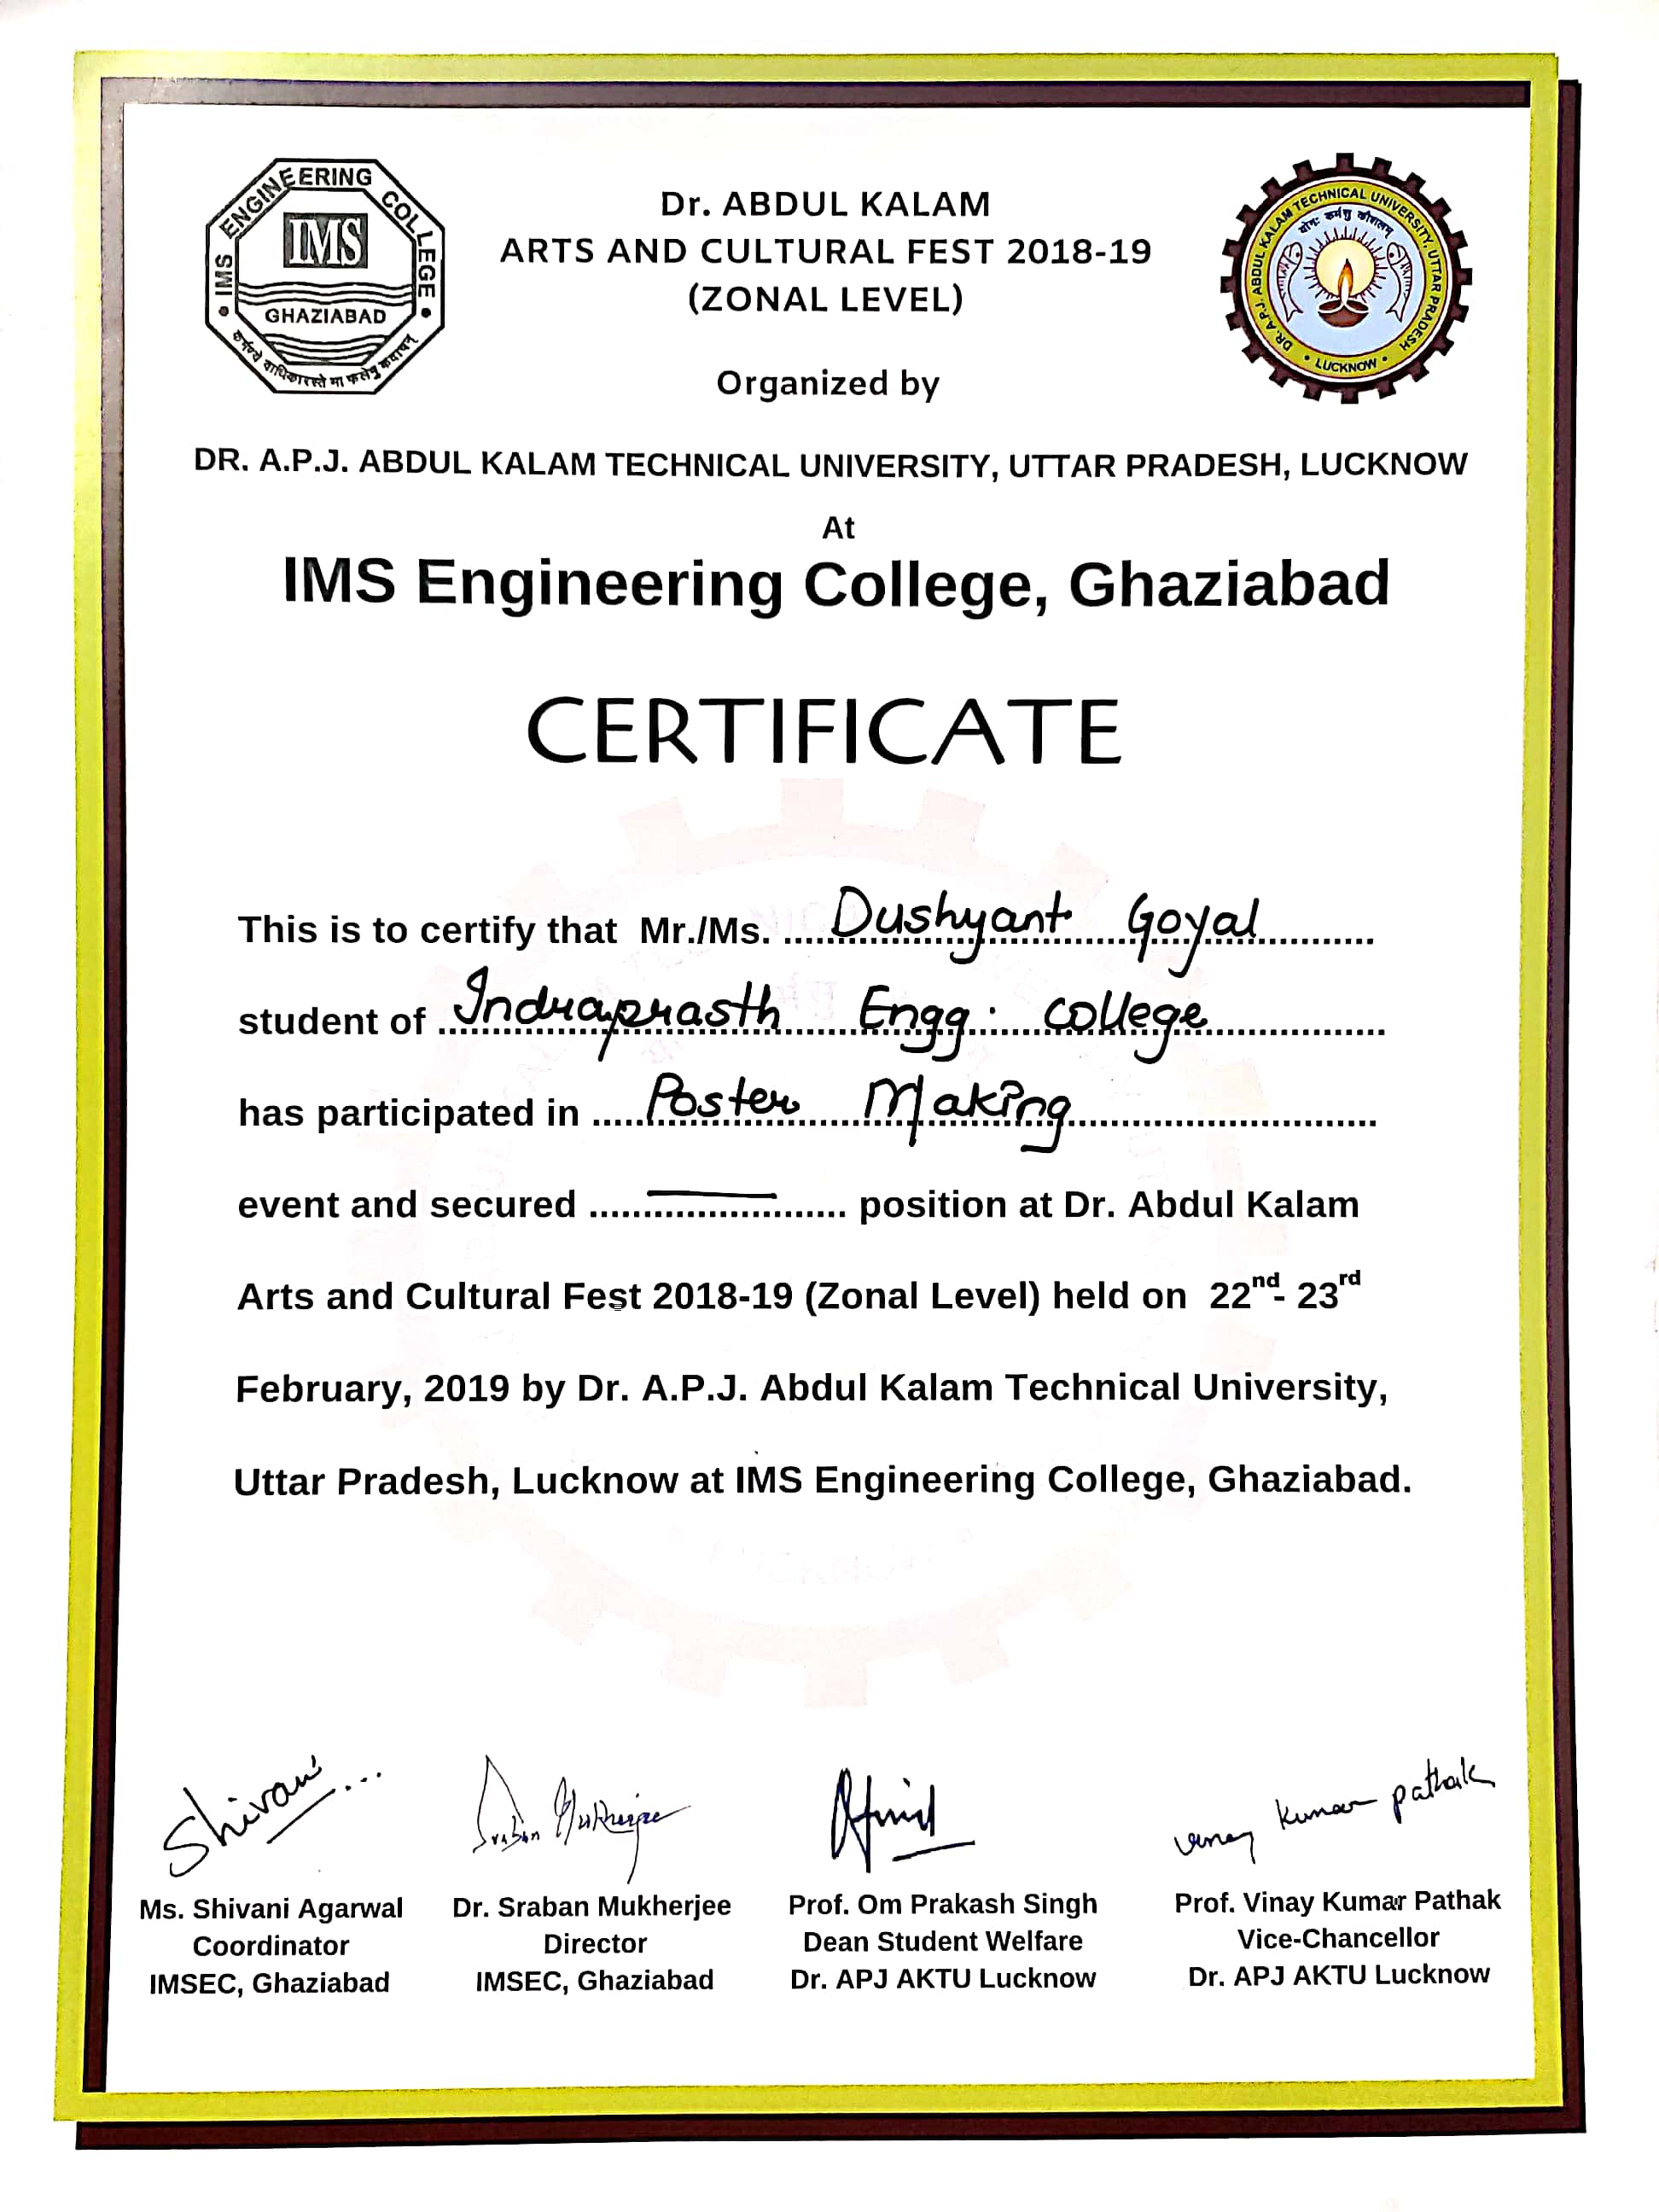 IMS ENGINEERING COLLEGE
IMS
GHAZIABAD
कर्मण्ये वाधिकारस्ते मा फलेषु कदाचन्
Dr. ABDUL KALAM
ARTS AND CULTURAL FEST 2018-19
(ZONAL LEVEL)
DR. A.P.J. ABDUL KALAM TECHNICAL UNIVERSITY, UTTAR PRADESH
योगः कर्मसु कौशलम्
LUCKNOW
Organized by
DR. A.P.J. ABDUL KALAM TECHNICAL UNIVERSITY, UTTAR PRADESH, LUCKNOW
At
IMS Engineering College, Ghaziabad
CERTIFICATE
This is to certify that Mr./Ms. Dushyant Goyal
student of Indraprasth Engg. college
has participated in Poster Making
event and secured — position at Dr. Abdul Kalam
Arts and Cultural Fest 2018-19 (Zonal Level) held on 22nd- 23rd
February, 2019 by Dr. A.P.J. Abdul Kalam Technical University,
Uttar Pradesh, Lucknow at IMS Engineering College, Ghaziabad.
Shivani... Sraban Mukherjee Vinay Kumar Pathak
Ms. Shivani Agarwal Dr. Sraban Mukherjee Prof. Om Prakash Singh Prof. Vinay Kumar Pathak
Coordinator Director Dean Student Welfare Vice-Chancellor
IMSEC, Ghaziabad IMSEC, Ghaziabad Dr. APJ AKTU Lucknow Dr. APJ AKTU Lucknow